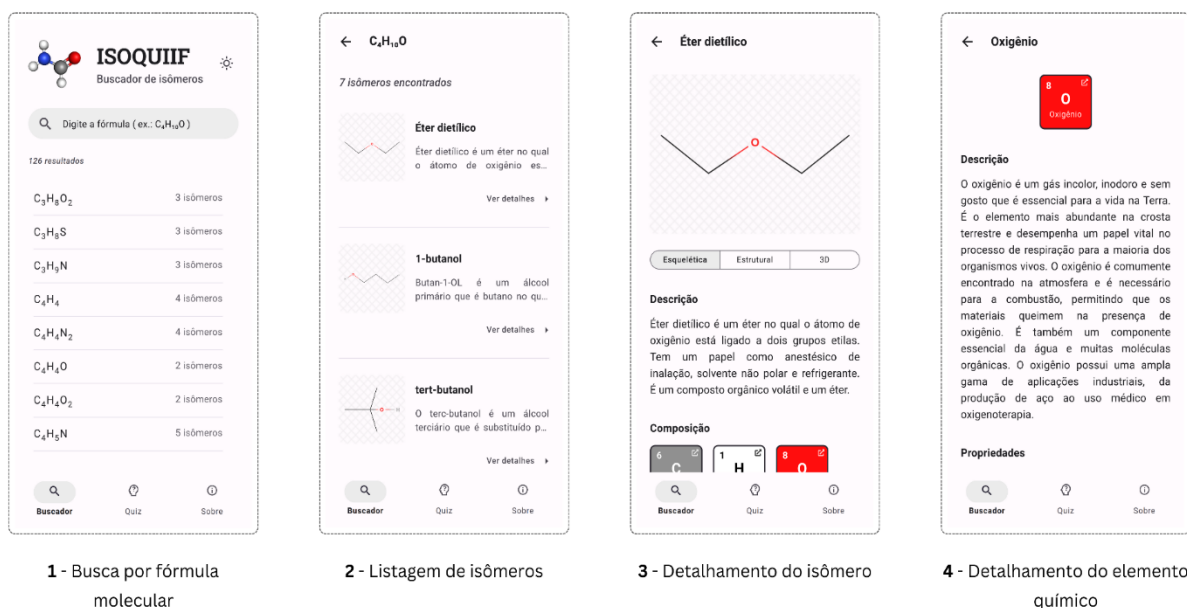 ISOQUIIF
Buscador de isômeros
Digite a fórmula ( ex.: C₄H₁₀O )
126 resultados
C₃H₈O₂ 3 isômeros
C₃H₈S 3 isômeros
C₃H₉N 3 isômeros
C₄H₄ 4 isômeros
C₄H₄N₂ 4 isômeros
C₄H₄O 2 isômeros
C₄H₄O₂ 2 isômeros
C₄H₅N 5 isômeros
Buscador Quiz Sobre
1 - Busca por fórmula
molecular
C₄H₁₀O
7 isômeros encontrados
O
Éter dietílico
Éter dietílico é um éter no qual
o átomo de oxigênio es...
Ver detalhes
1-butanol
Butan-1-OL é um álcool
primário que é butano no qu...
Ver detalhes
tert-butanol
O terc-butanol é um álcool
terciário que é substituído p...
Ver detalhes
Buscador Quiz Sobre
2 - Listagem de isômeros
Éter dietílico
O
Esquelética Estrutural 3D
Descrição
Éter dietílico é um éter no qual o átomo de
oxigênio está ligado a dois grupos etilas.
Tem um papel como anestésico de
inalação, solvente não polar e refrigerante.
É um composto orgânico volátil e um éter.
Composição
6 1 8
C H O
Buscador Quiz Sobre
3 - Detalhamento do isômero
Oxigênio
8
O
Oxigênio
Descrição
O oxigênio é um gás incolor, inodoro e sem
gosto que é essencial para a vida na Terra.
É o elemento mais abundante na crosta
terrestre e desempenha um papel vital no
processo de respiração para a maioria dos
organismos vivos. O oxigênio é comumente
encontrado na atmosfera e é necessário
para a combustão, permitindo que os
materiais queimem na presença de
oxigênio. É também um componente
essencial da água e muitas moléculas
orgânicas. O oxigênio possui uma ampla
gama de aplicações industriais, da
produção de aço ao uso médico em
oxigenoterapia.
Propriedades
Buscador Quiz Sobre
4 - Detalhamento do elemento
químico